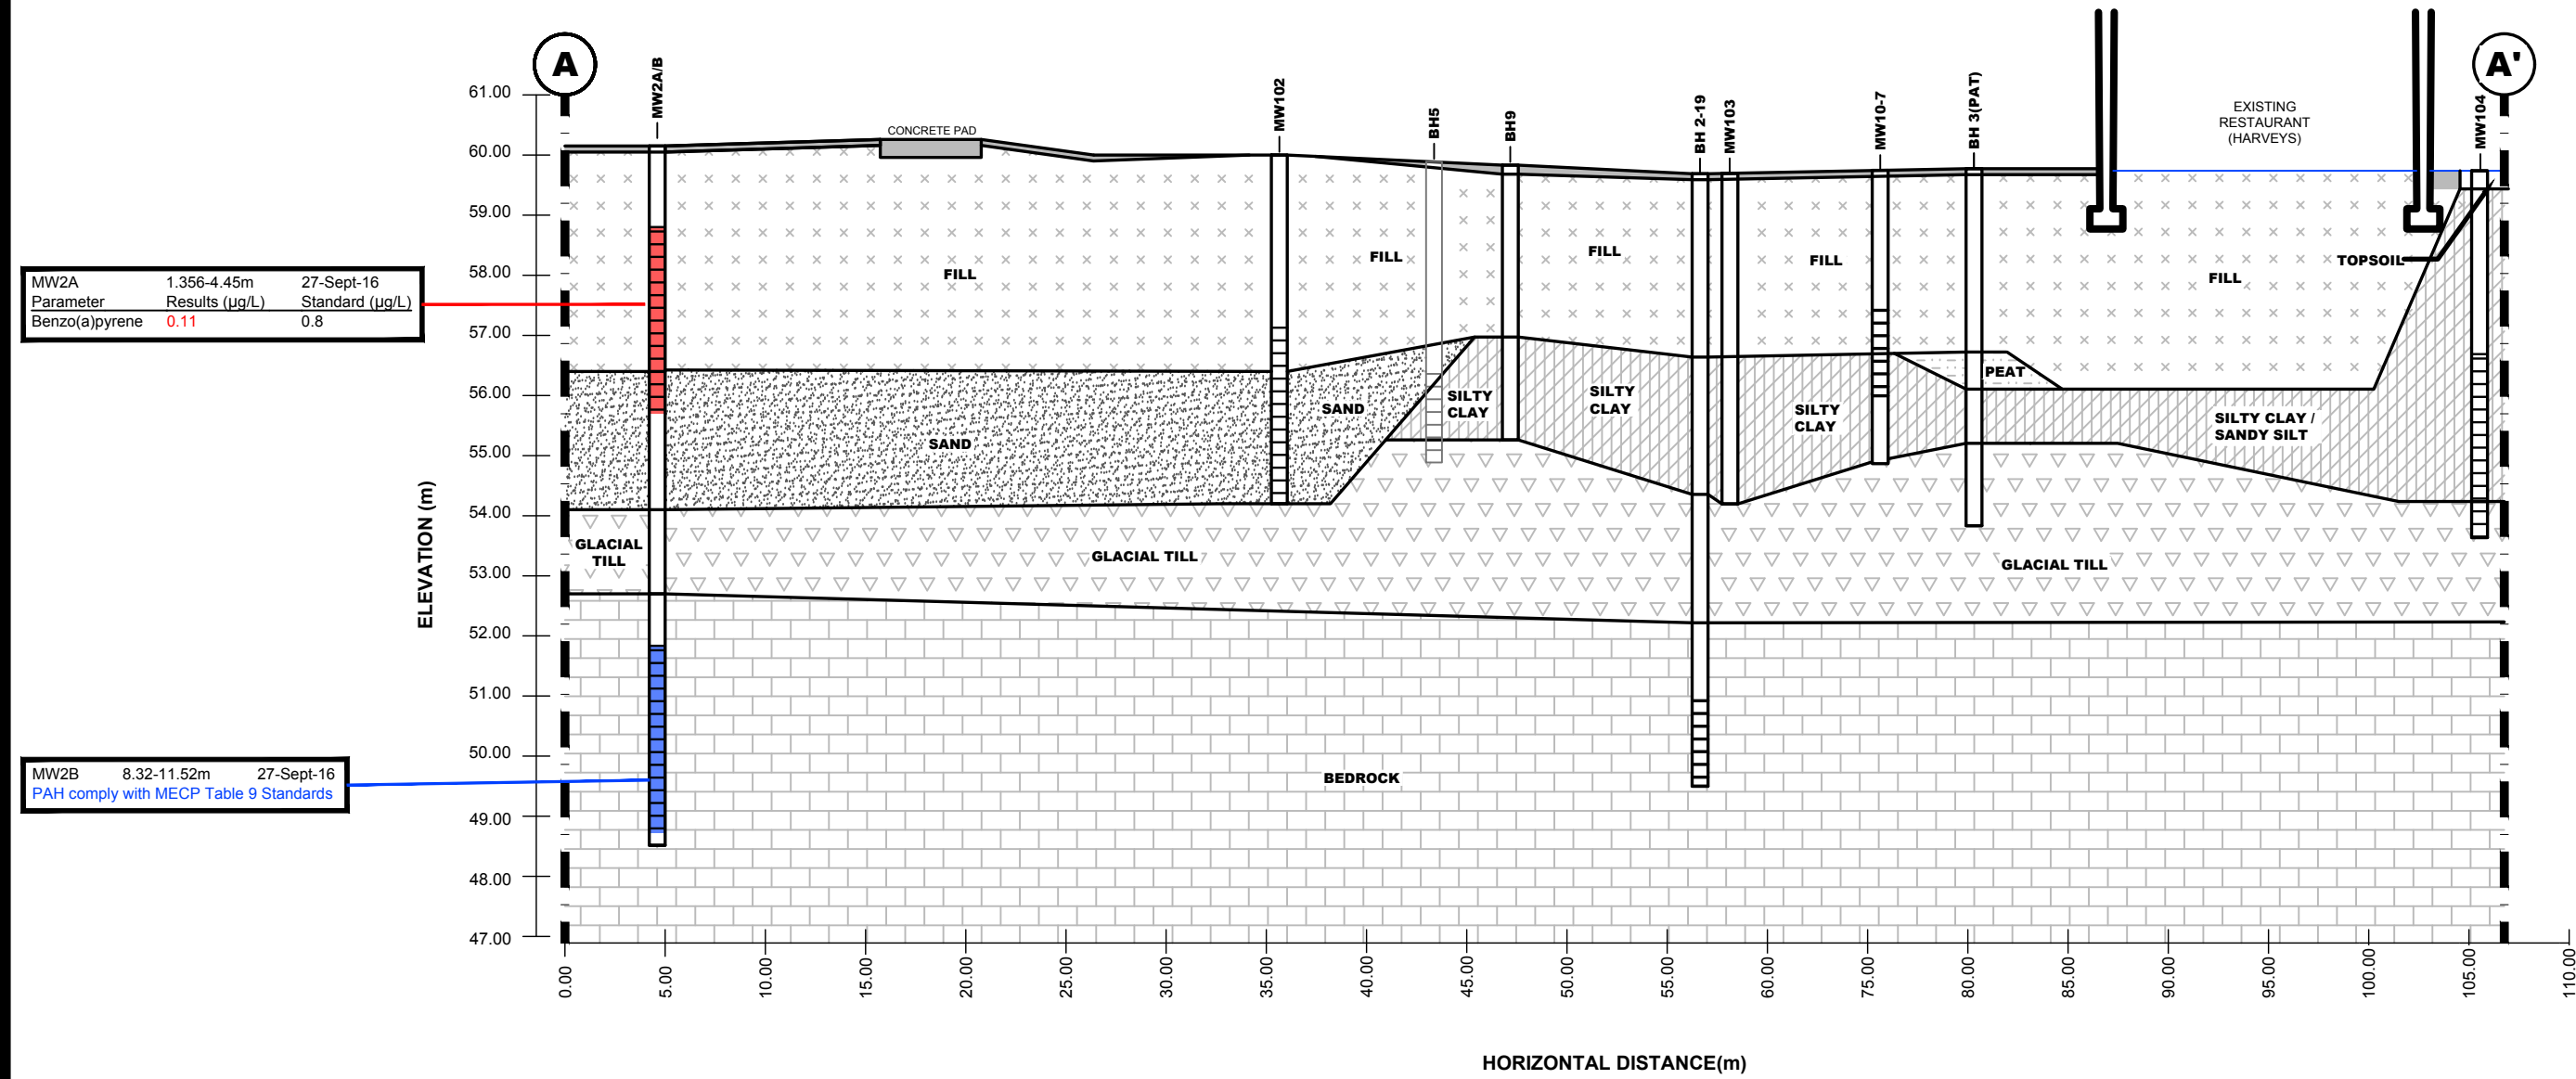 A
A'
MW2A/B
MW102
BH5
BH9
BH 2-19
MW103
MW10-7
BH 3(PAT)
MW104
EXISTING
RESTAURANT
(HARVEYS)
CONCRETE PAD
61.00
60.00
59.00
58.00
57.00
56.00
55.00
54.00
53.00
52.00
51.00
50.00
49.00
48.00
47.00
ELEVATION (m)
MW2A 1.356-4.45m 27-Sept-16
Parameter Results (µg/L) Standard (µg/L)
Benzo(a)pyrene 0.11 0.8
MW2B 8.32-11.52m 27-Sept-16
PAH comply with MECP Table 9 Standards
FILL
FILL
FILL
FILL
FILL
TOPSOIL
SAND
SAND
SILTY
CLAY
SILTY
CLAY
SILTY
CLAY
PEAT
SILTY CLAY /
SANDY SILT
GLACIAL
TILL
GLACIAL TILL
GLACIAL TILL
BEDROCK
0.00
5.00
10.00
15.00
20.00
25.00
30.00
35.00
40.00
45.00
50.00
55.00
60.00
65.00
70.00
75.00
80.00
85.00
90.00
95.00
100.00
105.00
110.00
HORIZONTAL DISTANCE(m)